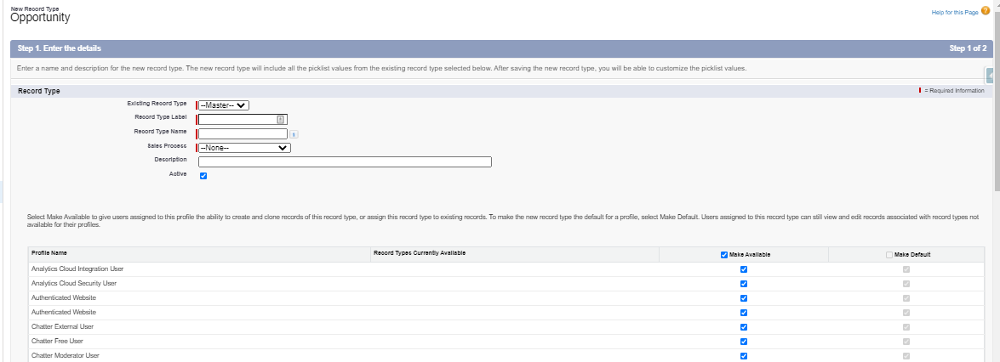 New Record Type
Opportunity
Help for this Page ?
Step 1. Enter the details
Step 1 of 2
Enter a name and description for the new record type. The new record type will include all the picklist values from the existing record type selected below. After saving the new record type, you will be able to customize the picklist values.
Record Type
= Required Information
Existing Record Type --Master--
Record Type Label
Record Type Name i
Sales Process --None--
Description
Active
Select Make Available to give users assigned to this profile the ability to create and clone records of this record type, or assign this record type to existing records. To make the new record type the default for a profile, select Make Default. Users assigned to this record type can still view and edit records associated with record types not
available for their profiles.
Profile Name Record Types Currently Available Make Available Make Default
Analytics Cloud Integration User
Analytics Cloud Security User
Authenticated Website
Authenticated Website
Chatter External User
Chatter Free User
Chatter Moderator User